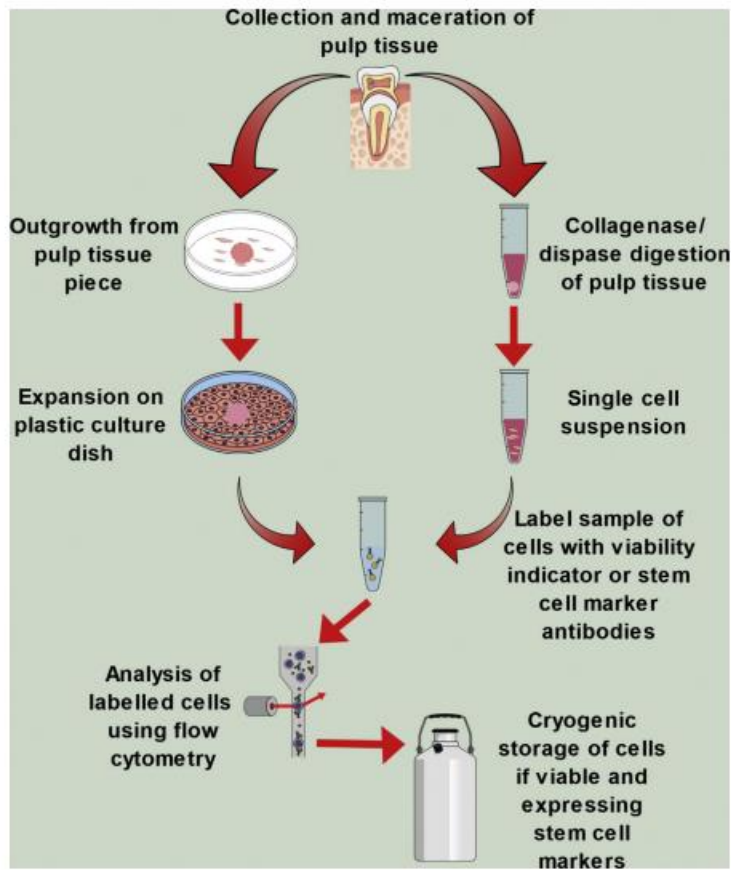 Collection and maceration of
pulp tissue
Outgrowth from
pulp tissue
piece
Collagenase/
dispase digestion
of pulp tissue
Expansion on
plastic culture
dish
Single cell
suspension
Label sample of
cells with viability
indicator or stem
cell marker
antibodies
Analysis of
labelled cells
using flow
cytometry
Cryogenic
storage of cells
if viable and
expressing
stem cell
markers